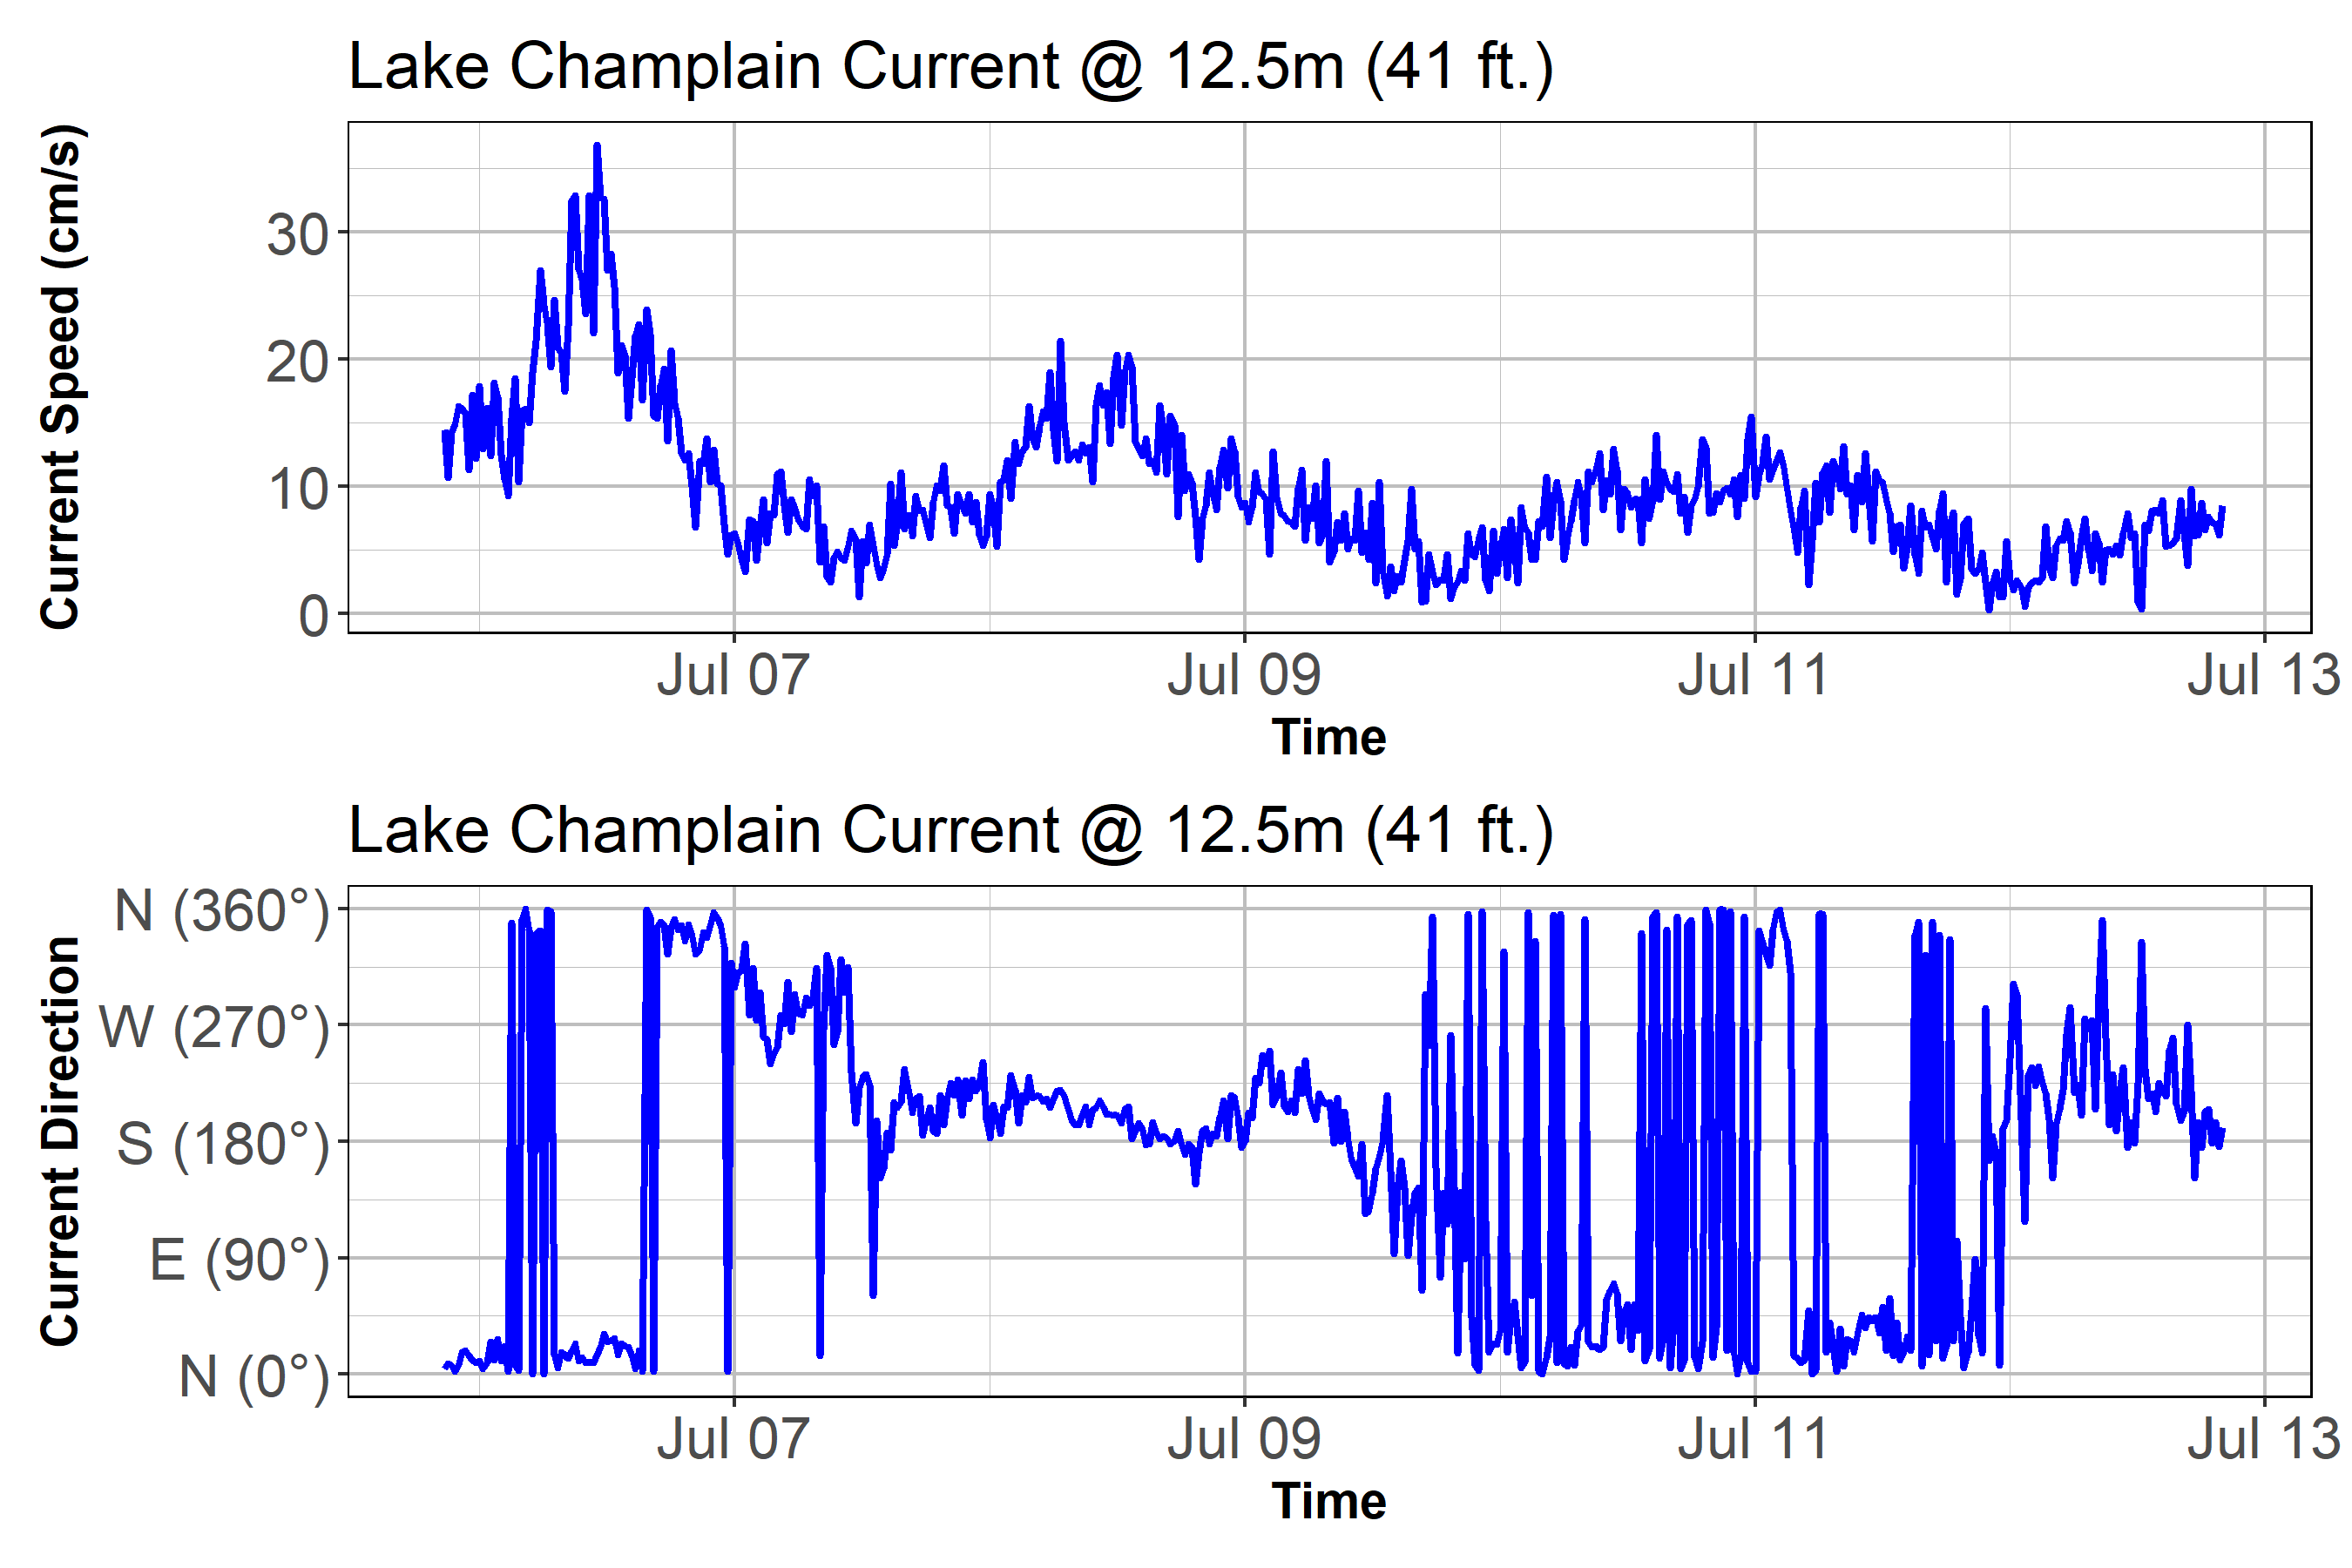 Lake Champlain Current @ 12.5m (41 ft.)
Current Speed (cm/s)
30
20
10
0
Jul 07 Jul 09 Jul 11 Jul 13
Time
Lake Champlain Current @ 12.5m (41 ft.)
Current Direction
N (360°)
W (270°)
S (180°)
E (90°)
N (0°)
Jul 07 Jul 09 Jul 11 Jul 13
Time